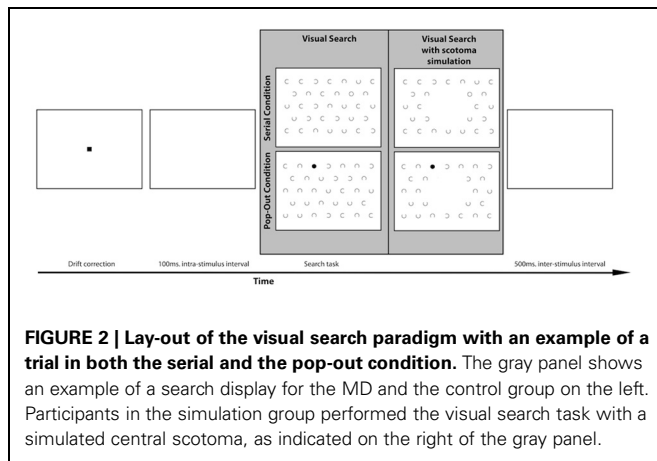 Visual Search
Visual Search
with scotoma
simulation
Serial Condition
Pop-Out Condition
Drift correction
100ms. intra-stimulus interval
Search task
500ms. inter-stimulus interval
Time
FIGURE 2 | Lay-out of the visual search paradigm with an example of a
trial in both the serial and the pop-out condition. The gray panel shows
an example of a search display for the MD and the control group on the left.
Participants in the simulation group performed the visual search task with a
simulated central scotoma, as indicated on the right of the gray panel.